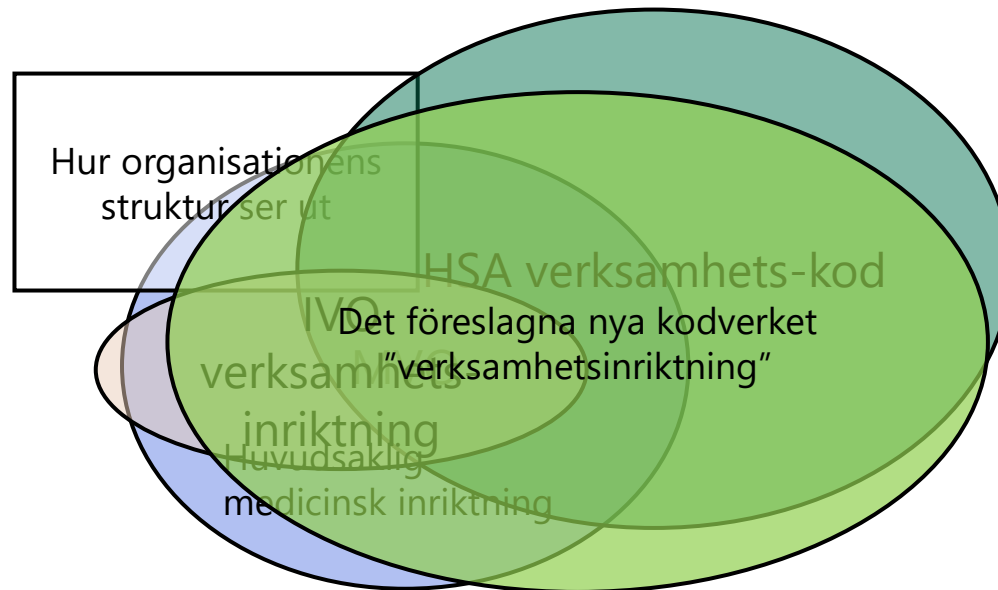 Hur organisationens
struktur ser ut
HSA verksamhets-kod
IVO
verksamhets-
inriktning
Det föreslagna nya kodverket
”verksamhetsinriktning”
Huvudsaklig
medicinsk inriktning